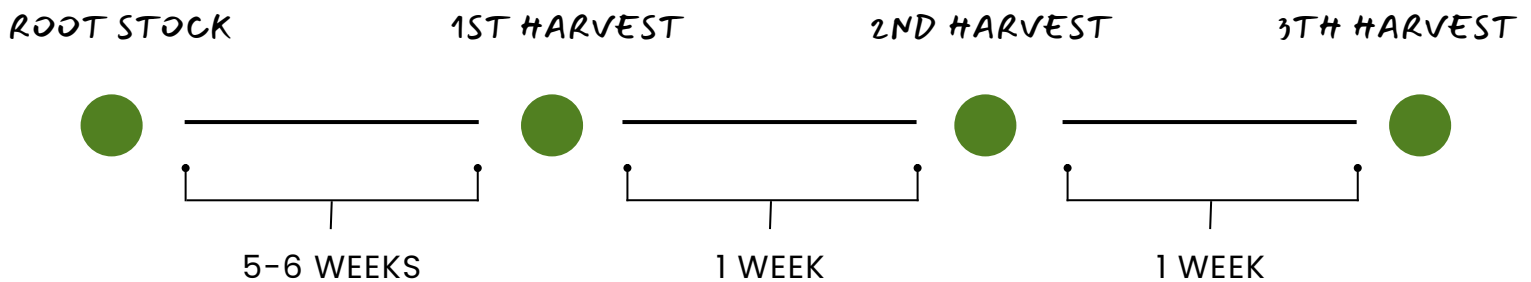 ROOT STOCK
1ST HARVEST
2ND HARVEST
3TH HARVEST
5-6 WEEKS
1 WEEK
1 WEEK